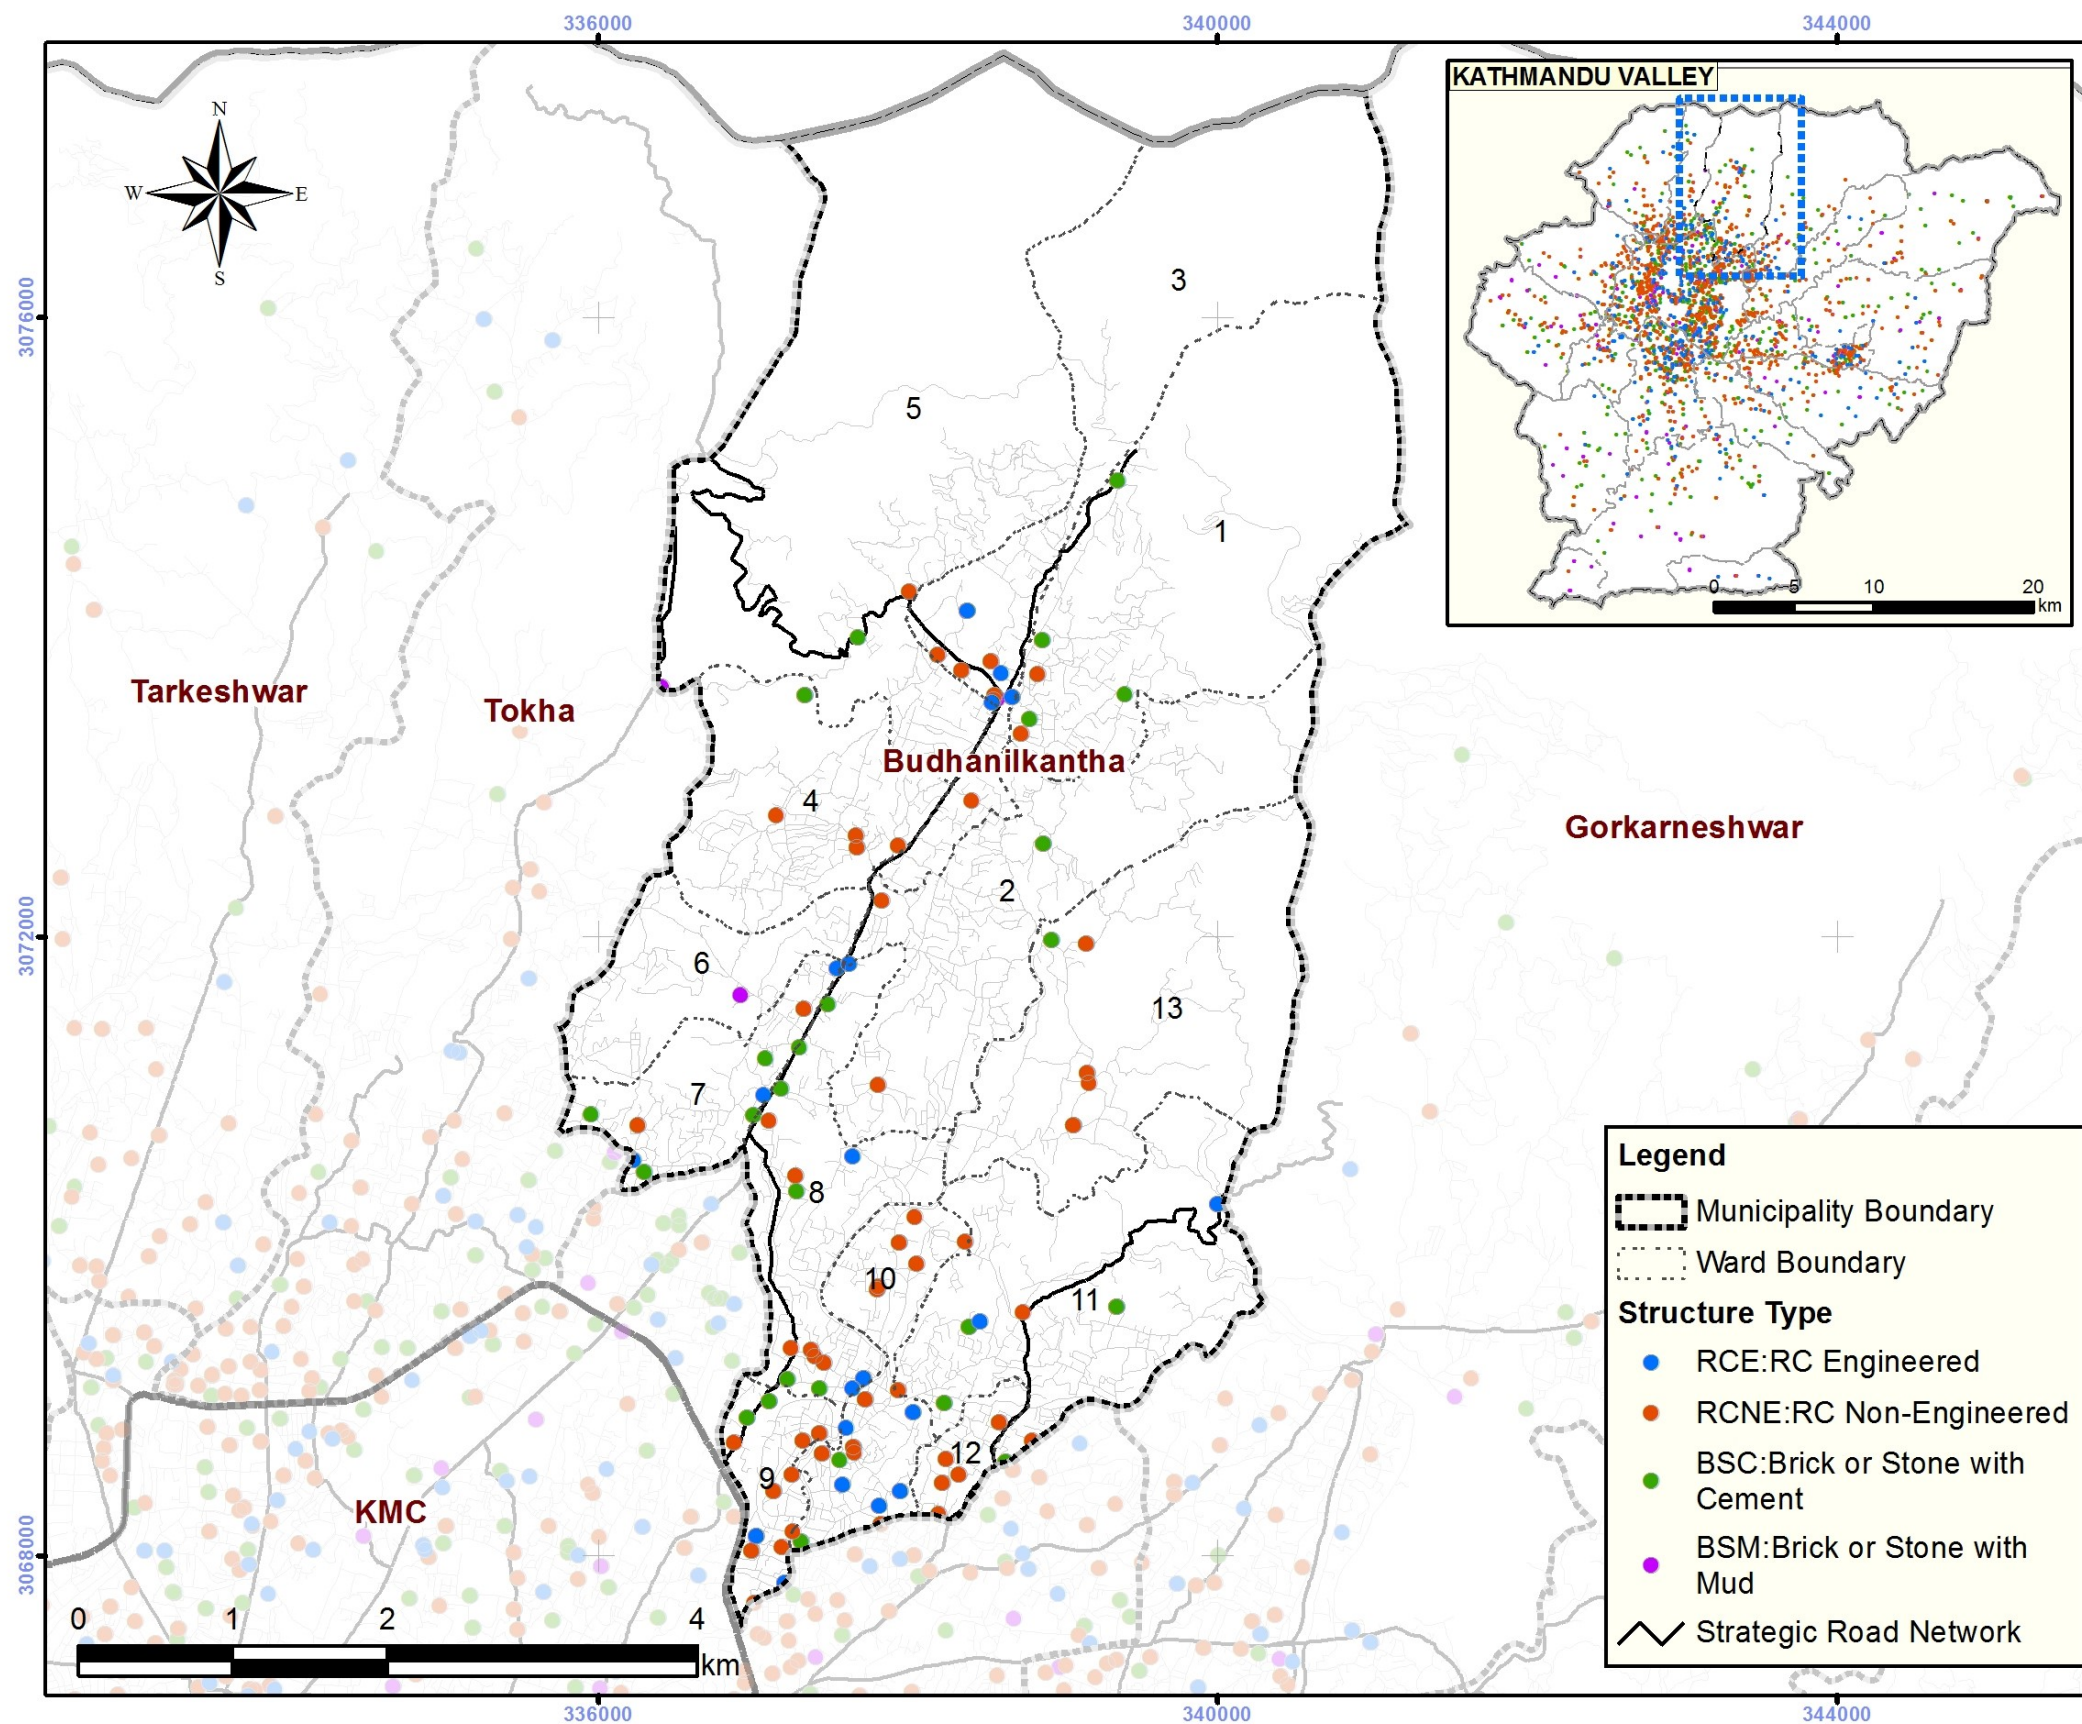 336000
340000
344000
KATHMANDU VALLEY
N
W
E
S
3
3076000
5
1
0
5
10
20
km
Tarkeshwar
Tokha
Budhanilkantha
4
Gorkarneshwar
2
3072000
6
13
7
Legend
8
Municipality Boundary
Ward Boundary
10
11
Structure Type
RCE:RC Engineered
RCNE:RC Non-Engineered
12
BSC:Brick or Stone with
Cement
9
KMC
BSM:Brick or Stone with
Mud
3068000
0
1
2
4
km
Strategic Road Network
336000
340000
344000